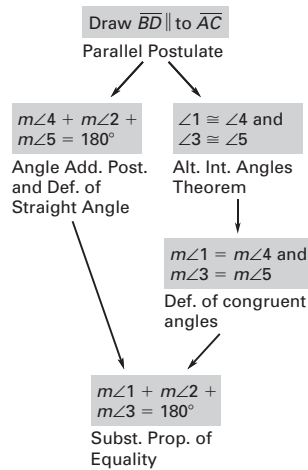 Draw BD || to AC
Parallel Postulate
m∠4 + m∠2 +
m∠5 = 180°
Angle Add. Post.
and Def. of
Straight Angle
∠1 ≅ ∠4 and
∠3 ≅ ∠5
Alt. Int. Angles
Theorem
m∠1 = m∠4 and
m∠3 = m∠5
Def. of congruent
angles
m∠1 + m∠2 +
m∠3 = 180°
Subst. Prop. of
Equality